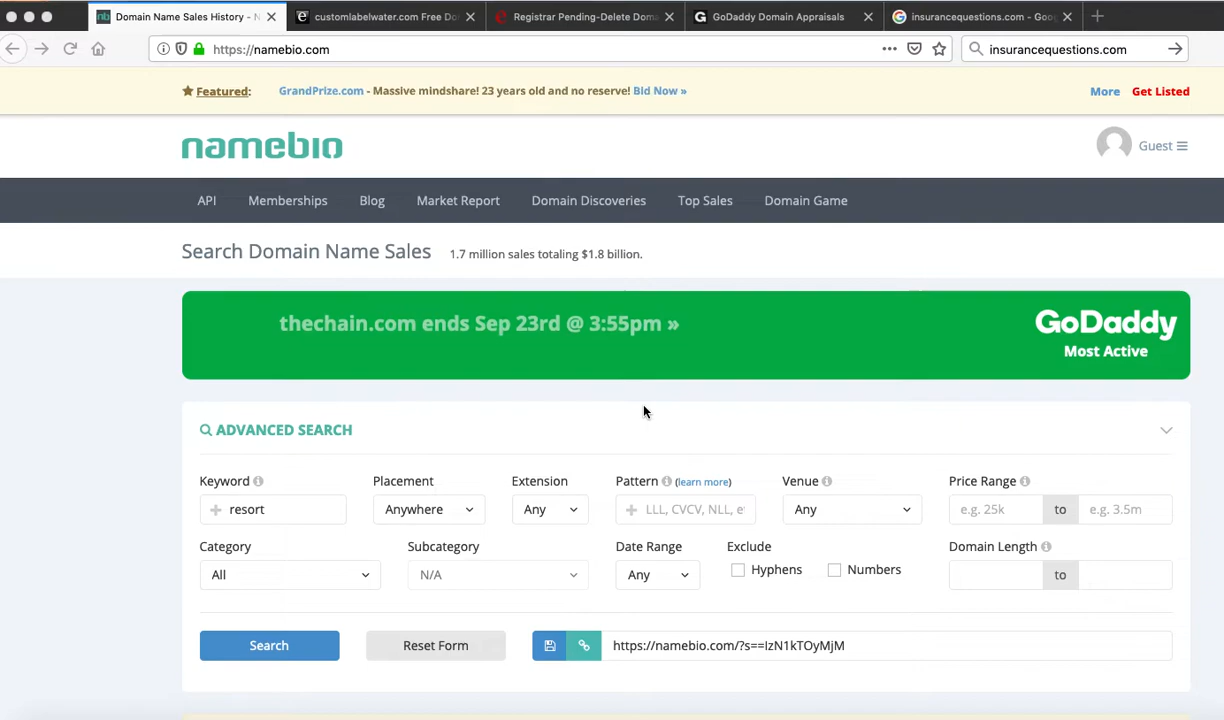 Domain Name Sales History - N
customlabelwater.com Free Do
Registrar Pending-Delete Doma
GoDaddy Domain Appraisals
insurancequestions.com - Goo
https://namebio.com
insurancequestions.com
Featured: GrandPrize.com - Massive mindshare! 23 years old and no reserve! Bid Now »
More Get Listed
namebio
Guest
API Memberships Blog Market Report Domain Discoveries Top Sales Domain Game
Search Domain Name Sales 1.7 million sales totaling $1.8 billion.
thechain.com ends Sep 23rd @ 3:55pm »
GoDaddy
Most Active
ADVANCED SEARCH
Keyword Placement Extension Pattern (learn more) Venue Price Range
resort Anywhere Any LLL, CVCV, NLL, e Any e.g. 25k to e.g. 3.5m
Category Subcategory Date Range Exclude Domain Length
All N/A Any Hyphens Numbers to
Search Reset Form https://namebio.com/?s==IzN1kTOyMjM